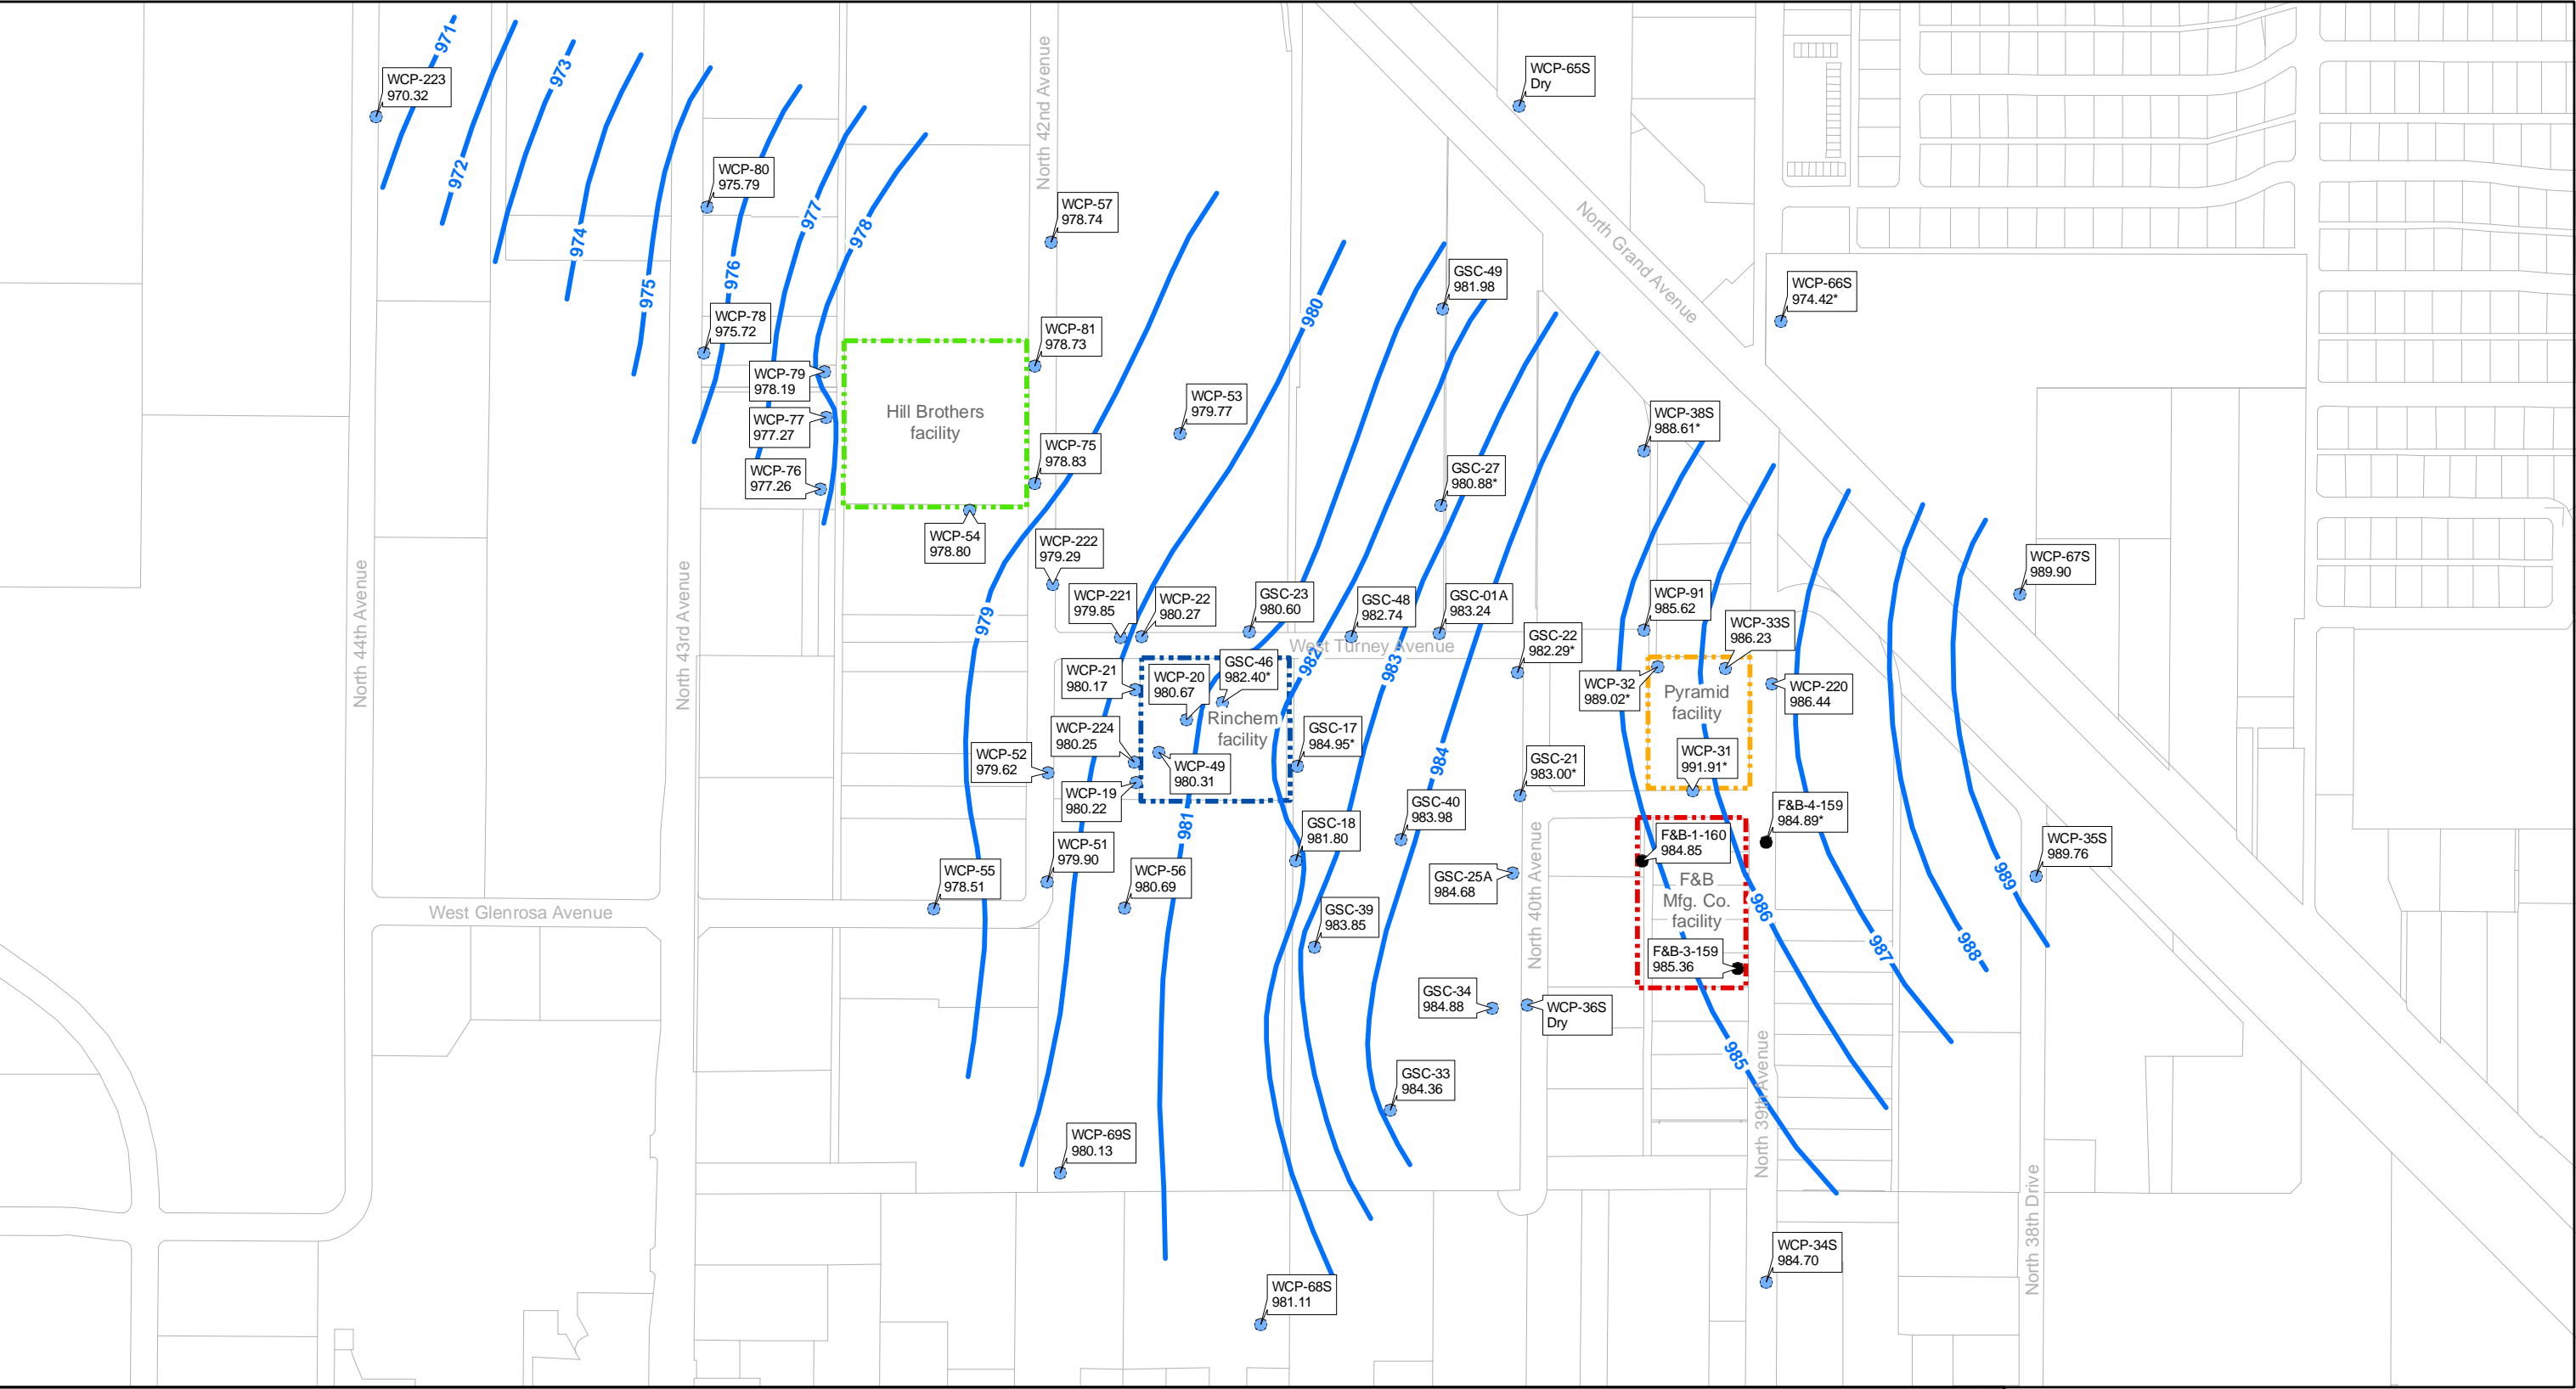 971
973
972
974
975
976
977
978
WCP-223
970.32
WCP-80
975.79
WCP-78
975.72
WCP-79
978.19
WCP-77
977.27
WCP-76
977.26
Hill Brothers
facility
North 42nd Avenue
WCP-57
978.74
WCP-81
978.73
WCP-75
978.83
WCP-54
978.80
WCP-53
979.77
WCP-222
979.29
WCP-65S
Dry
North Grand Avenue
WCP-66S
974.42*
980
GSC-49
981.98
GSC-27
980.88*
WCP-38S
988.61*
WCP-67S
989.90
North 44th Avenue
North 43rd Avenue
979
WCP-221
979.85
WCP-22
980.27
GSC-23
980.60
GSC-48
982.74
GSC-01A
983.24
GSC-22
982.29*
WCP-91
985.62
WCP-33S
986.23
West Turney Avenue
982
983
WCP-21
980.17
WCP-20
980.67
GSC-46
982.40*
Rinchem
facility
WCP-224
980.25
WCP-52
979.62
WCP-49
980.31
WCP-19
980.22
GSC-17
984.95*
984
GSC-21
983.00*
WCP-32
989.02*
Pyramid
facility
WCP-220
986.44
WCP-31
991.91*
981
WCP-51
979.90
WCP-55
978.51
WCP-56
980.69
GSC-18
981.80
GSC-40
983.98
GSC-25A
984.68
GSC-39
983.85
North 40th Avenue
F&B-1-160
984.85
F&B
Mfg. Co.
facility
F&B-3-159
985.36
F&B-4-159
984.89*
WCP-35S
989.76
989
986
987
988
985
West Glenrosa Avenue
GSC-34
984.88
WCP-36S
Dry
GSC-33
984.36
North 39th Avenue
North 38th Drive
WCP-69S
980.13
WCP-68S
981.11
WCP-34S
984.70